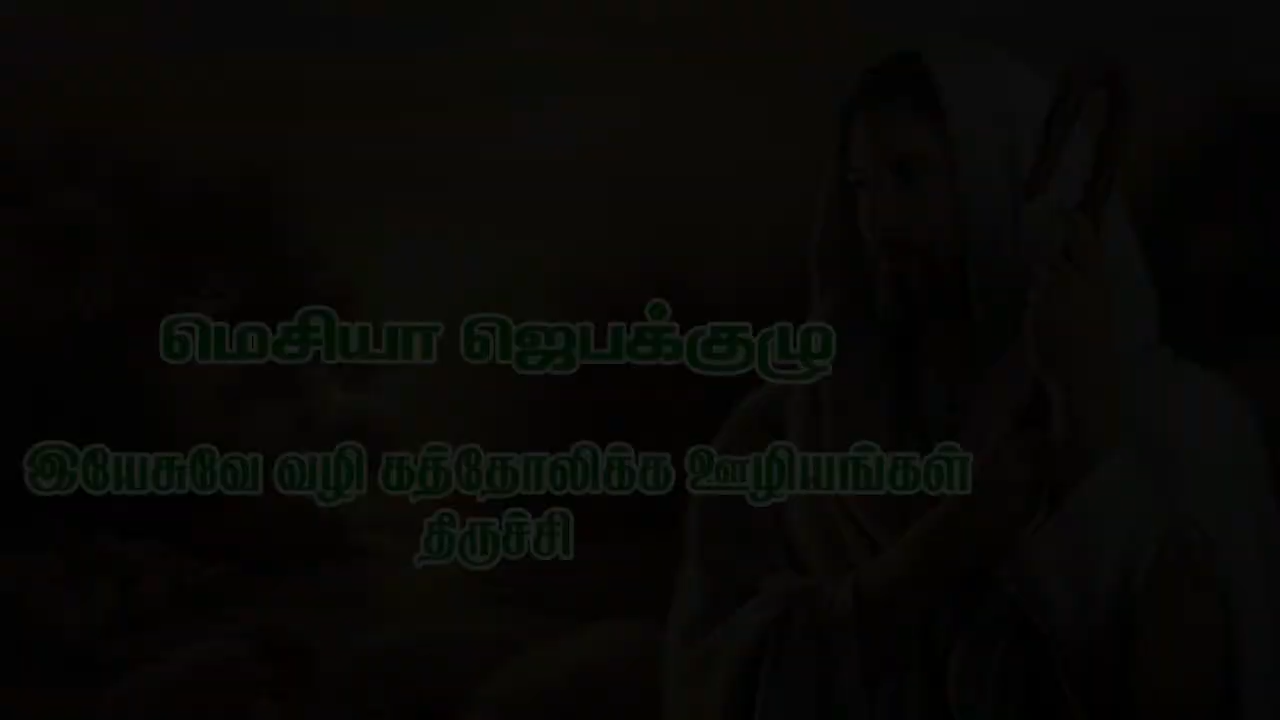 மெசியா ஜெபக்குழு
இயேசுவே வழி கத்தோலிக்க ஊழியங்கள்
திருச்சி